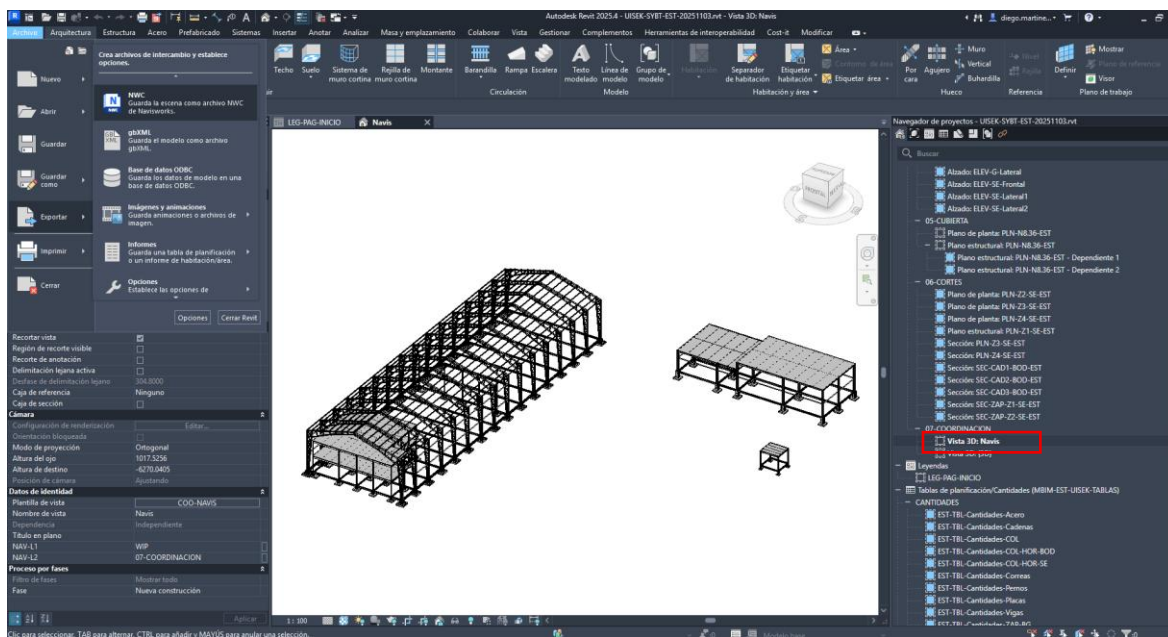 Autodesk Revit 2025.4 - UISEK-SYBT-EST-20251103.rvt - Vista 3D: Navis
diego.martine...
Archivo Arquitectura Estructura Acero Prefabricado Sistemas Insertar Anotar Analizar Masa y emplazamiento Colaborar Vista Gestionar Complementos Herramientas de interoperabilidad Cost-it Modificar
Techo Suelo Sistema de muro cortina Rejilla de muro cortina Montante
Barandilla Rampa Escalera
Circulación
Texto modelado Línea de modelo Grupo de modelo
Modelo
Habitación Separador de habitación Etiquetar habitación
Área
Contorno de área
Etiquetar área
Habitación y área
Por cara Agujero
Muro
Vertical
Buhardilla
Hueco
Nivel
Rejilla
Referencia
Definir
Mostrar
Plano de referencia
Visor
Plano de trabajo
Nuevo
Abrir
Guardar
Guardar como
Exportar
Imprimir
Cerrar
Crea archivos de intercambio y establece
opciones.
NWC
Guarda la escena como archivo NWC
de Navisworks.
gbXML
Guarda el modelo como archivo
gbXML.
Base de datos ODBC
Guarda los datos de modelo en una
base de datos ODBC.
Imágenes y animaciones
Guarda animaciones o archivos de
imagen.
Informes
Guarda una tabla de planificación
o un informe de habitación/área.
Opciones
Establece las opciones de
Opciones Cerrar Revit
Recortar vista
Región de recorte visible
Recorte de anotación
Delimitación lejana activa
Desfase de delimitación lejano 304.8000
Caja de referencia Ninguno
Caja de sección
Cámara
Configuración de renderización Editar...
Orientación bloqueada
Modo de proyección Ortogonal
Altura del ojo 1017.5256
Altura de destino -6270.0405
Posición de cámara Ajustando
Datos de identidad
Plantilla de vista COO-NAVIS
Nombre de vista Navis
Dependencia Independiente
Título en plano
NAV-L1 WIP
NAV-L2 07-COORDINACION
Proceso por fases
Filtro de fases Mostrar todo
Fase Nueva construcción
Aplicar
LEG-PAG-INICIO Navis X
1 : 100
Clic para seleccionar, TAB para alternar, CTRL para añadir y MAYÚS para anular una selección.
Modelo base
Navegador de proyectos - UISEK-SYBT-EST-20251103.rvt
Buscar
Alzado: ELEV-G-Lateral
Alzado: ELEV-SE-Frontal
Alzado: ELEV-SE-Lateral1
Alzado: ELEV-SE-Lateral2
05-CUBIERTA
Plano de planta: PLN-N8.36-EST
Plano estructural: PLN-N8.36-EST
Plano estructural: PLN-N8.36-EST - Dependiente 1
Plano estructural: PLN-N8.36-EST - Dependiente 2
06-CORTES
Plano de planta: PLN-Z2-SE-EST
Plano de planta: PLN-Z3-SE-EST
Plano de planta: PLN-Z4-SE-EST
Plano estructural: PLN-Z1-SE-EST
Sección: PLN-Z3-SE-EST
Sección: PLN-Z4-SE-EST
Sección: SEC-CAD1-BOD-EST
Sección: SEC-CAD2-BOD-EST
Sección: SEC-CAD3-BOD-EST
Sección: SEC-ZAP-Z1-SE-EST
Sección: SEC-ZAP-Z2-SE-EST
07-COORDINACION
Vista 3D: Navis
Vista 3D: {3D}
Leyendas
LEG-PAG-INICIO
Tablas de planificación/Cantidades (MBIM-EST-UISEK-TABLAS)
CANTIDADES
EST-TBL-Cantidades-Acero
EST-TBL-Cantidades-Cadenas
EST-TBL-Cantidades-COL
EST-TBL-Cantidades-COL-HOR-BOD
EST-TBL-Cantidades-COL-HOR-SE
EST-TBL-Cantidades-Correas
EST-TBL-Cantidades-Pernos
EST-TBL-Cantidades-Placas
EST-TBL-Cantidades-Vigas
EST-TBL-Cantidades-ZAP-BG